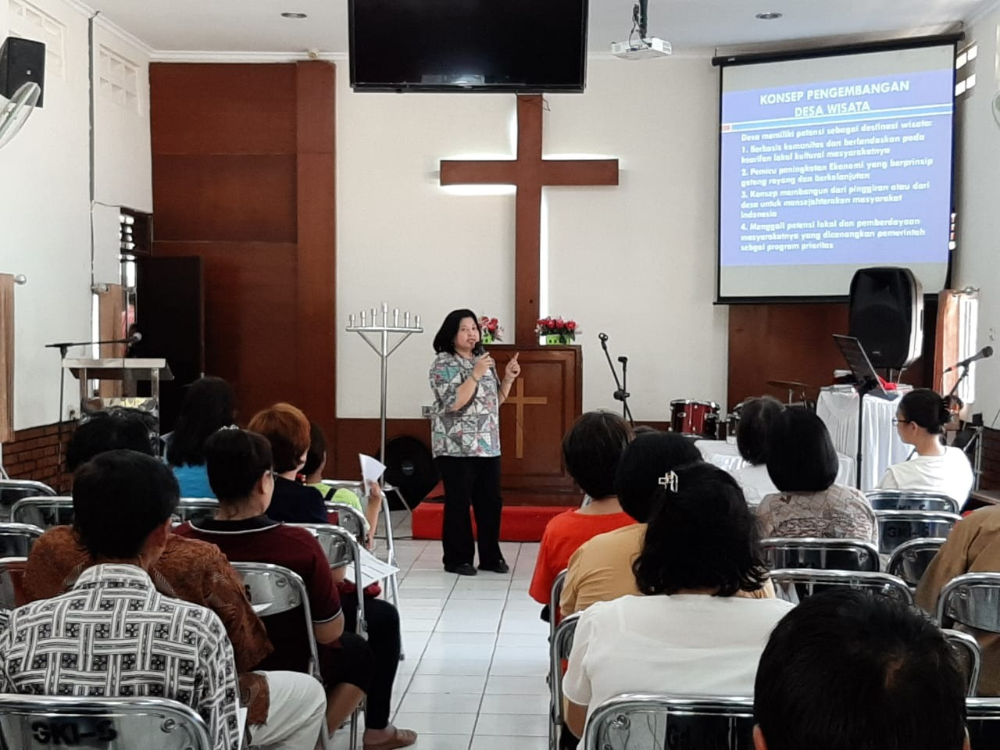 KONSEP PENGEMBANGAN
DESA WISATA
Desa memiliki potensi sebagai destinasi wisata:
1. Berbasis komunitas dan berlandaskan pada
kearifan lokal kultural masyarakatnya
2. Pemicu peningkatan Ekonomi yang berprinsip
gotong royong dan berkelanjutan
3. Konsep membangun dari pinggiran atau dari
desa untuk mensejahterakan masyarakat
Indonesia
4. Menggali potensi lokal dan pemberdayaan
masyarakatnya yang dicanangkan pemerintah
sebgai program prioritas
GKI-S